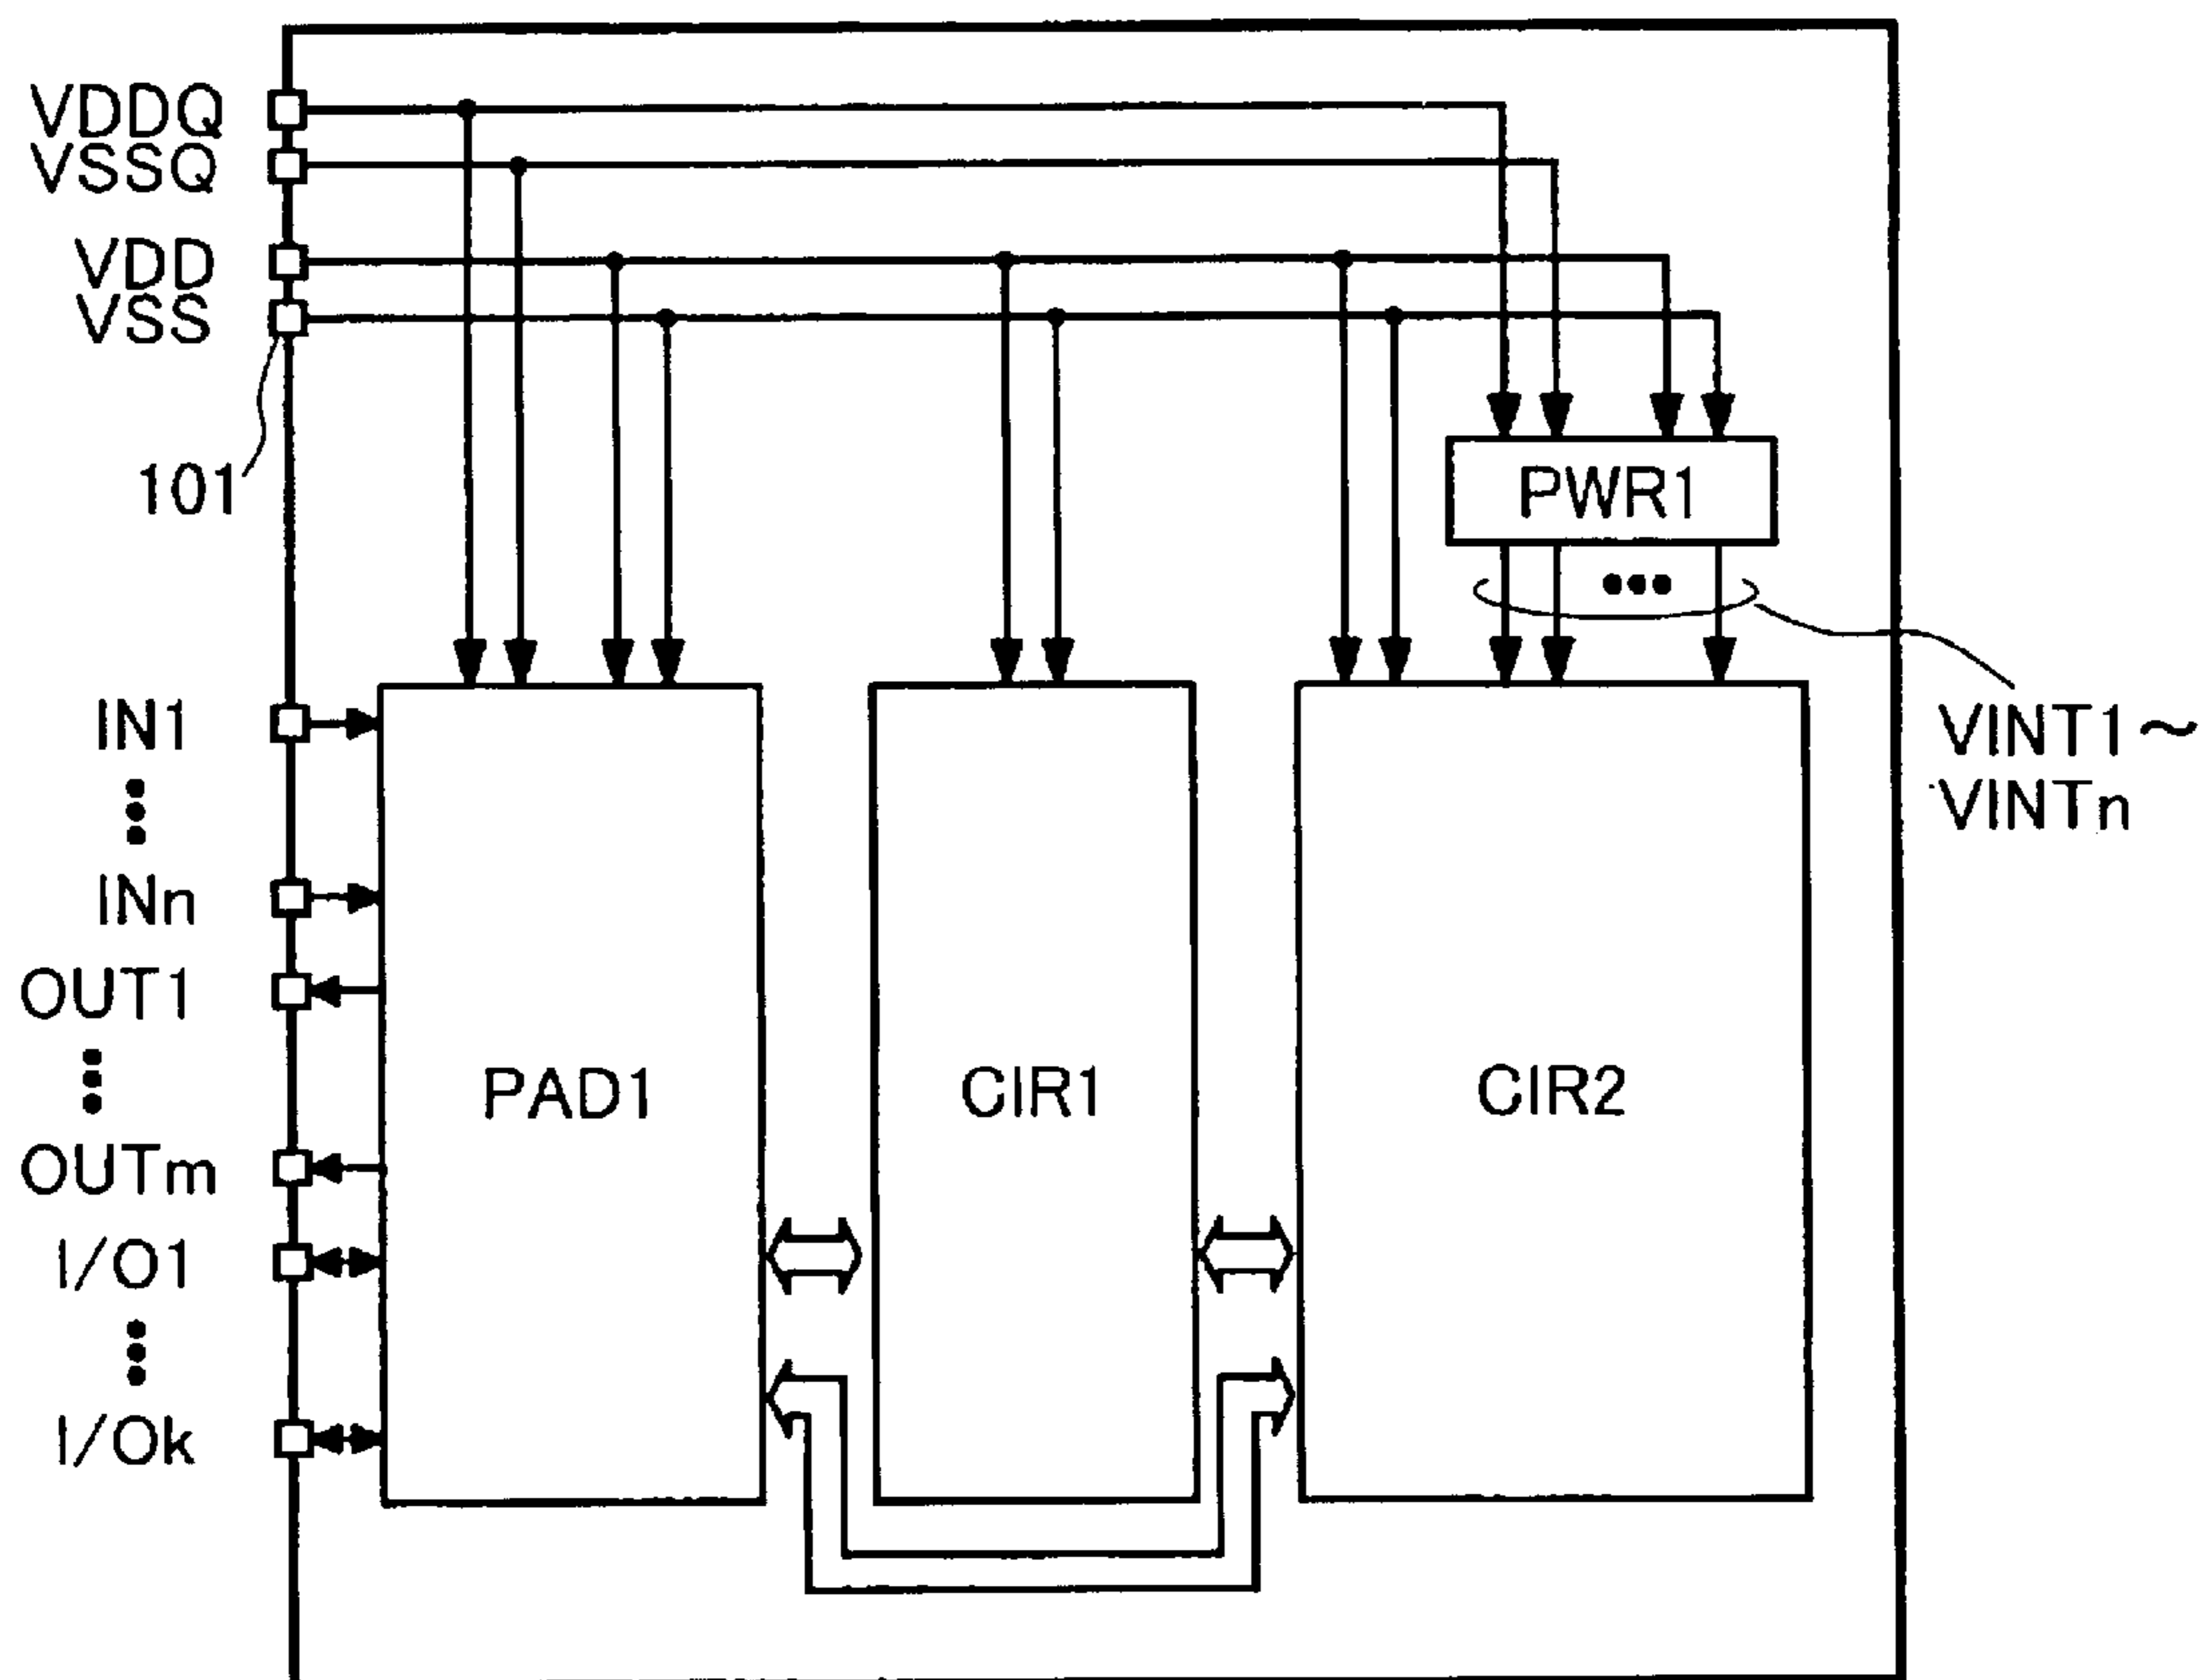 VDDQ
VSSQ
VDD
VSS
101
PWR1
IN1
VINT1~
VINTn
INn
OUT1
PAD1
CIR1
CIR2
OUTm
I/O1
I/Ok